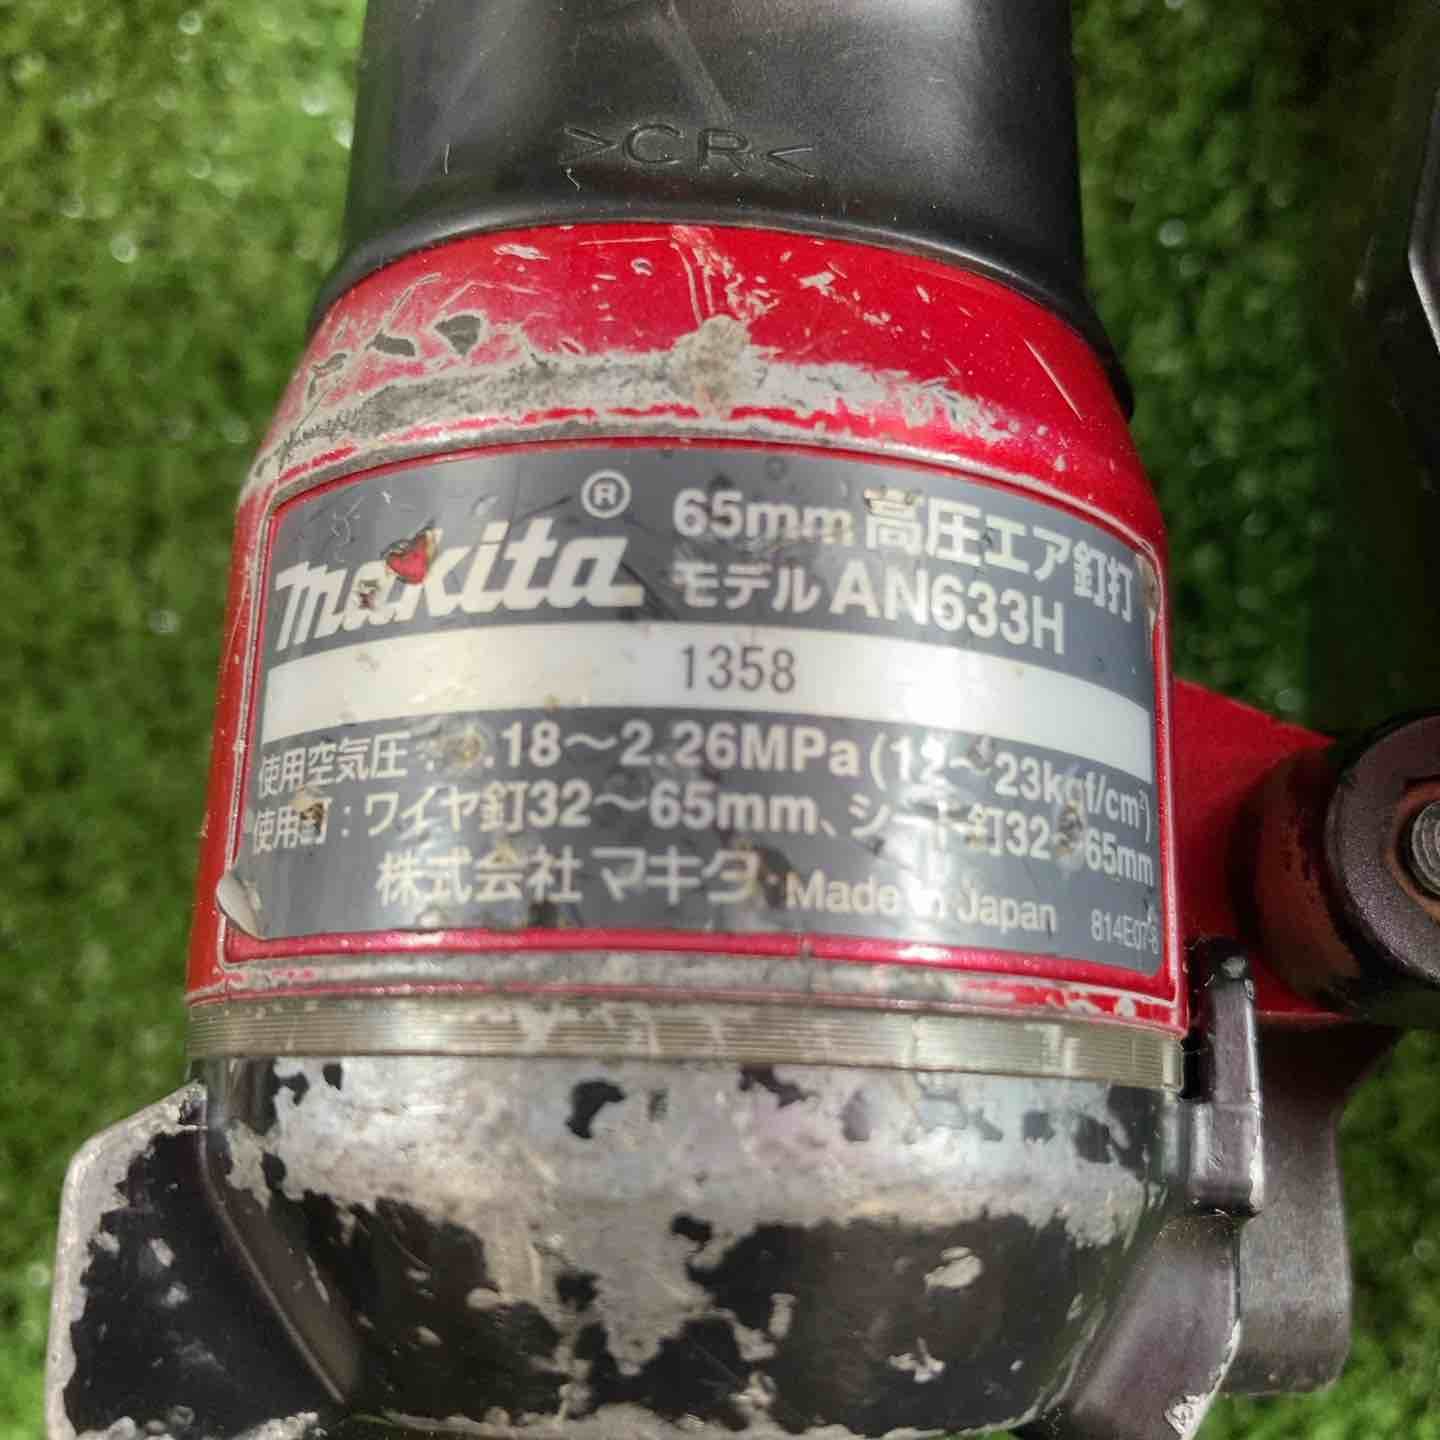 >CR<
makita®
65mm 高圧エア釘打
モデル AN633H
1358
使用空気圧: .18～2.26MPa (12～23kgf/cm²)
使用釘:ワイヤ釘32～65mm、シート釘32～65mm
株式会社マキタ Made in Japan 814E07-8